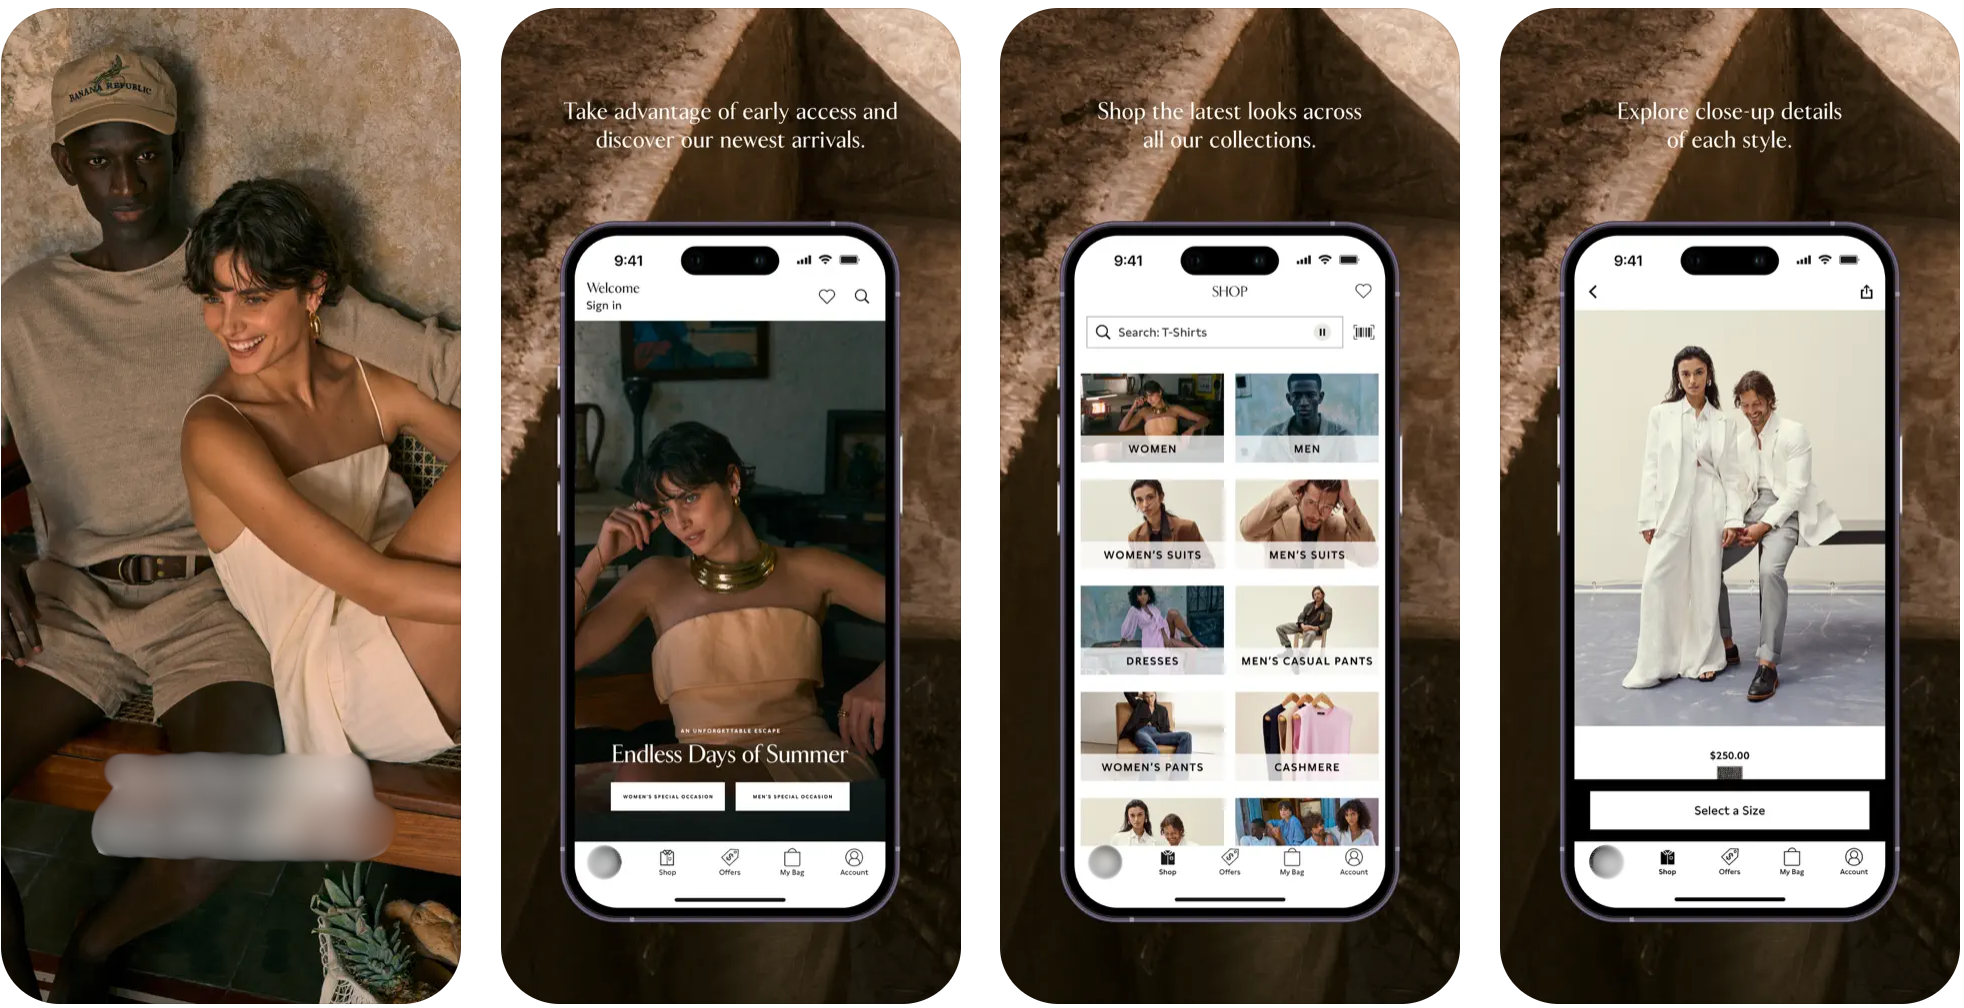 BANANA REPUBLIC
Take advantage of early access and
discover our newest arrivals.
9:41
Welcome
Sign in
AN UNFORGETTABLE ESCAPE
Endless Days of Summer
WOMEN'S SPECIAL OCCASION
MEN'S SPECIAL OCCASION
Shop
Offers
My Bag
Account
Shop the latest looks across
all our collections.
9:41
SHOP
Search: T-Shirts
WOMEN
MEN
WOMEN'S SUITS
MEN'S SUITS
DRESSES
MEN'S CASUAL PANTS
WOMEN'S PANTS
CASHMERE
Shop
Offers
My Bag
Account
Explore close-up details
of each style.
9:41
$250.00
Select a Size
Shop
Offers
My Bag
Account